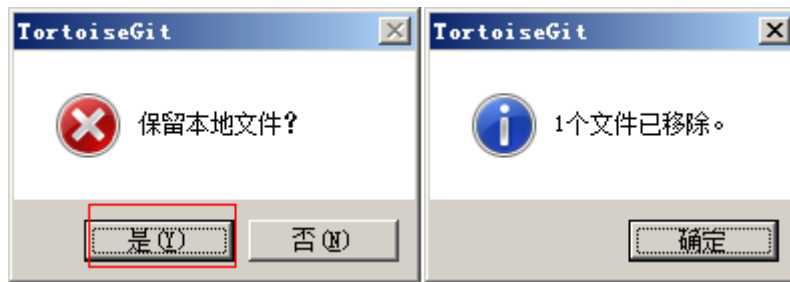 TortoiseGit
保留本地文件?
是(Y)
否(N)
TortoiseGit
1个文件已移除。
确定